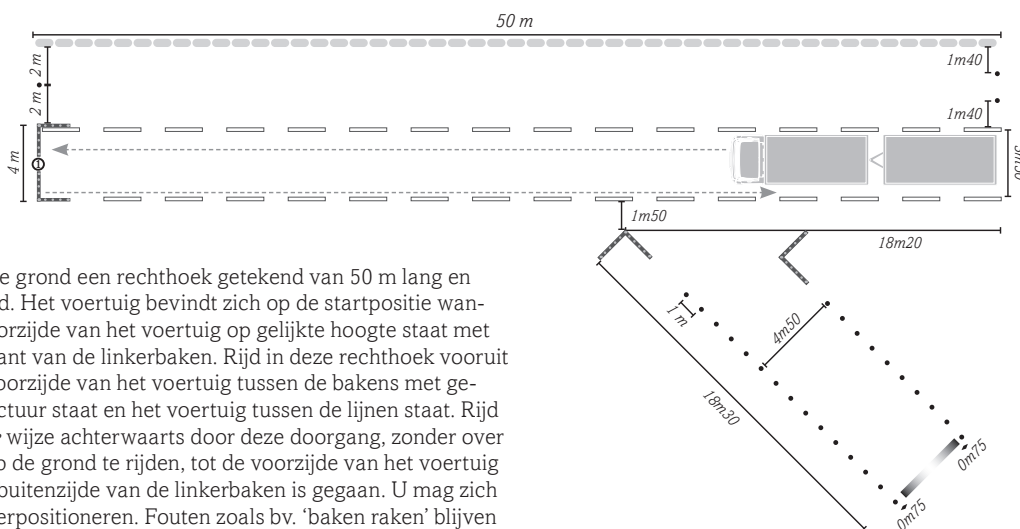 50 m
2 m
2 m
1m40
1m40
4 m
1
1m50
18m20
1 m
4m50
18m30
0m75
0m75
e grond een rechthoek getekend van 50 m lang en
d. Het voertuig bevindt zich op de startpositie wan-
orzijde van het voertuig op gelijkte hoogte staat met
ant van de linkerbaken. Rijd in deze rechthoek vooruit
oorzijde van het voertuig tussen de bakens met ge-
ctuur staat en het voertuig tussen de lijnen staat. Rijd
wijze achterwaarts door deze doorgang, zonder over
o de grond te rijden, tot de voorzijde van het voertuig
buitenzijde van de linkerbaken is gegaan. U mag zich
erpositioneren. Fouten zoals bv. ‘baken raken’ blijven